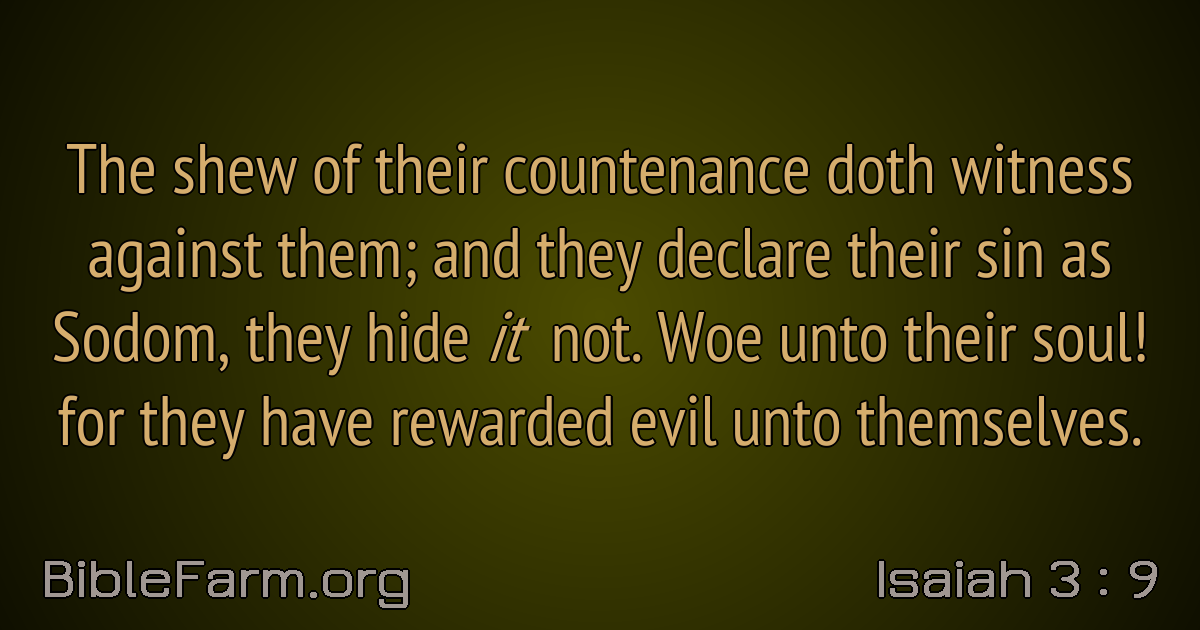 The shew of their countenance doth witness
against them; and they declare their sin as
Sodom, they hide it not. Woe unto their soul!
for they have rewarded evil unto themselves.
BibleFarm.org
Isaiah 3 : 9